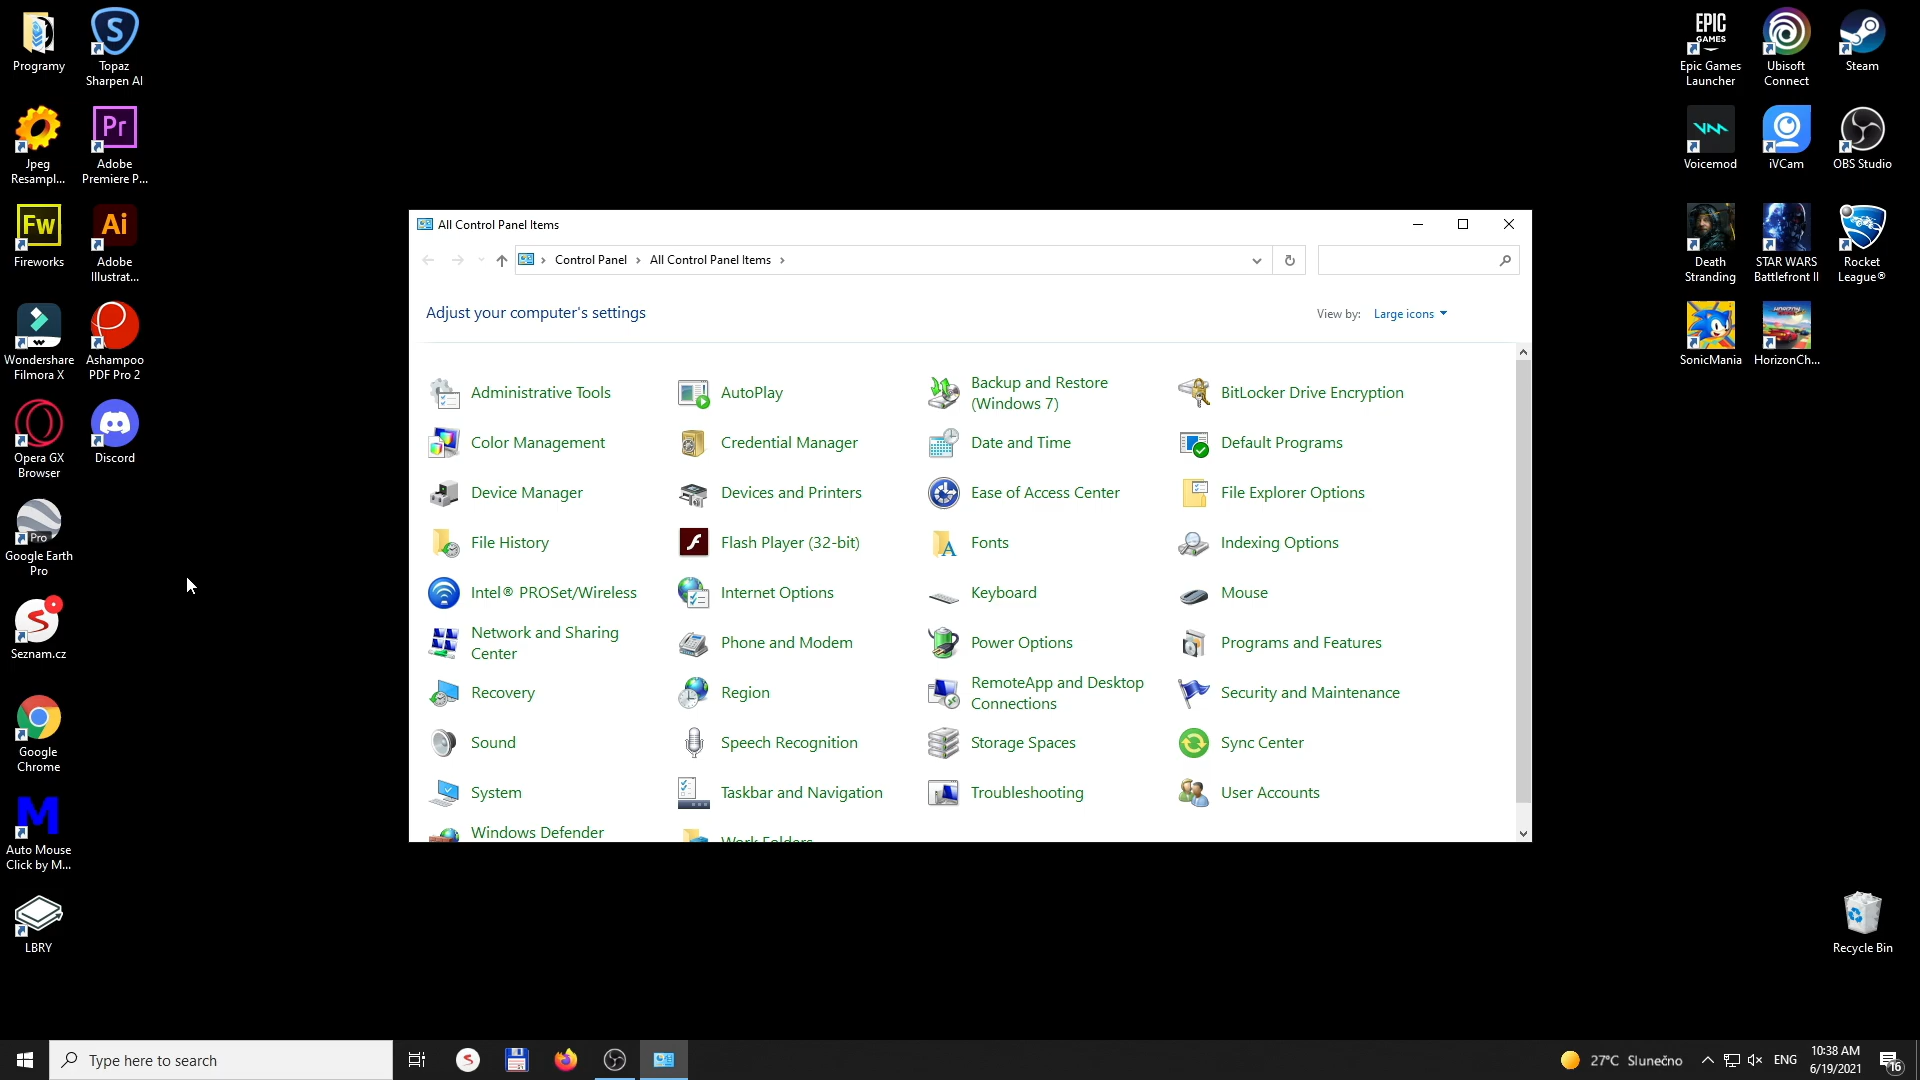 Programy
Topaz
Sharpen AI
Jpeg
Resampl...
Pr
Adobe
Premiere P...
Fw
Fireworks
Ai
Adobe
Illustrat...
Wondershare
Filmora X
Ashampoo
PDF Pro 2
Opera GX
Browser
Discord
Pro
Google Earth
Pro
Seznam.cz
Google
Chrome
Auto Mouse
Click by M...
LBRY
All Control Panel Items
Control Panel
All Control Panel Items
Adjust your computer's settings
View by:
Large icons
Administrative Tools
AutoPlay
Backup and Restore
(Windows 7)
BitLocker Drive Encryption
Color Management
Credential Manager
Date and Time
Default Programs
Device Manager
Devices and Printers
Ease of Access Center
File Explorer Options
File History
Flash Player (32-bit)
Fonts
Indexing Options
Intel® PROSet/Wireless
Internet Options
Keyboard
Mouse
Network and Sharing
Center
Phone and Modem
Power Options
Programs and Features
Recovery
Region
RemoteApp and Desktop
Connections
Security and Maintenance
Sound
Speech Recognition
Storage Spaces
Sync Center
System
Taskbar and Navigation
Troubleshooting
User Accounts
Windows Defender
Work Folders
EPIC
GAMES
Epic Games
Launcher
Ubisoft
Connect
Steam
Voicemod
iVCam
OBS Studio
Death
Stranding
STAR WARS
Battlefront II
Rocket
League®
SonicMania
HorizonCh...
Recycle Bin
Type here to search
27°C Slunečno
ENG
10:38 AM
6/19/2021
16